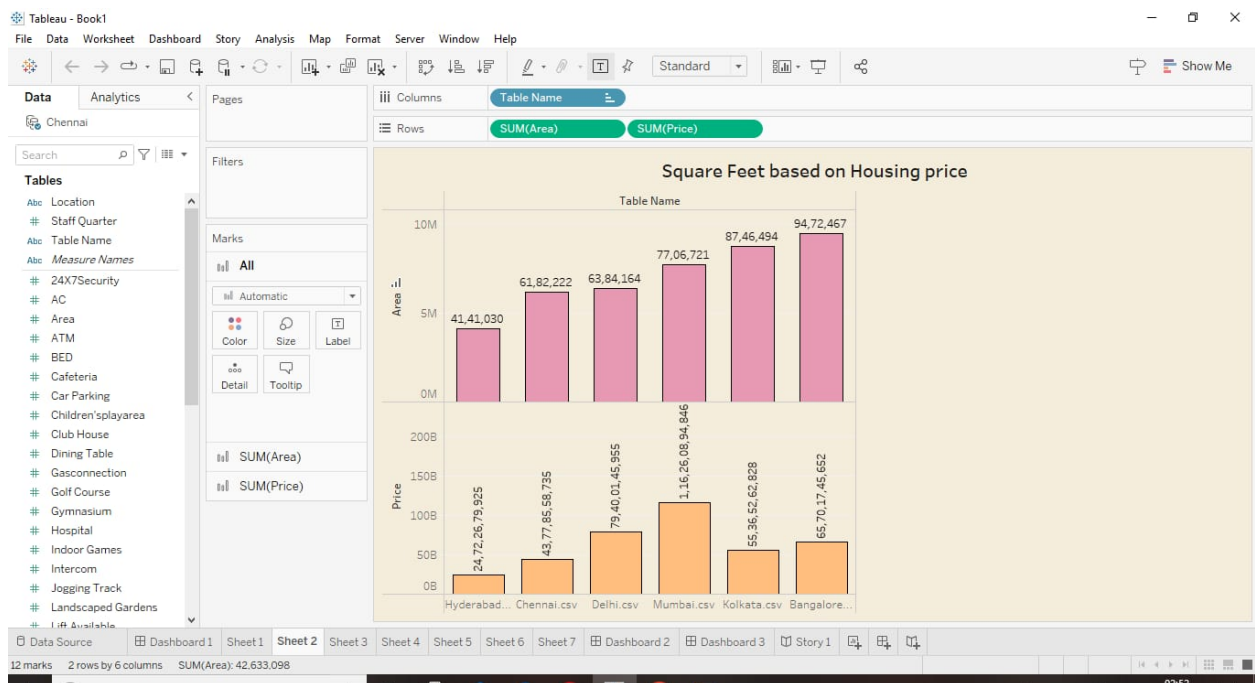 Tableau - Book1
File Data Worksheet Dashboard Story Analysis Map Format Server Window Help
Standard
Show Me
Data Analytics
Chennai
Search
Tables
Abc Location
# Staff Quarter
Abc Table Name
Abc Measure Names
# 24X7Security
# AC
# Area
# ATM
# BED
# Cafeteria
# Car Parking
# Children'splayarea
# Club House
# Dining Table
# Gasconnection
# Golf Course
# Gymnasium
# Hospital
# Indoor Games
# Intercom
# Jogging Track
# Landscaped Gardens
# Lift Available
Pages
Filters
Marks
All
Automatic
Color Size Label
Detail Tooltip
SUM(Area)
SUM(Price)
Columns Table Name
Rows SUM(Area) SUM(Price)
Square Feet based on Housing price
Table Name
Area
10M
5M
0M
41,41,030
61,82,222
63,84,164
77,06,721
87,46,494
94,72,467
Price
200B
150B
100B
50B
0B
24,72,26,79,925
43,77,85,58,735
79,40,01,45,955
1,16,26,08,94,846
55,36,52,62,828
65,70,17,45,652
Hyderabad... Chennai.csv Delhi.csv Mumbai.csv Kolkata.csv Bangalore...
Data Source Dashboard 1 Sheet 1 Sheet 2 Sheet 3 Sheet 4 Sheet 5 Sheet 6 Sheet 7 Dashboard 2 Dashboard 3 Story 1
12 marks 2 rows by 6 columns SUM(Area): 42,633,098